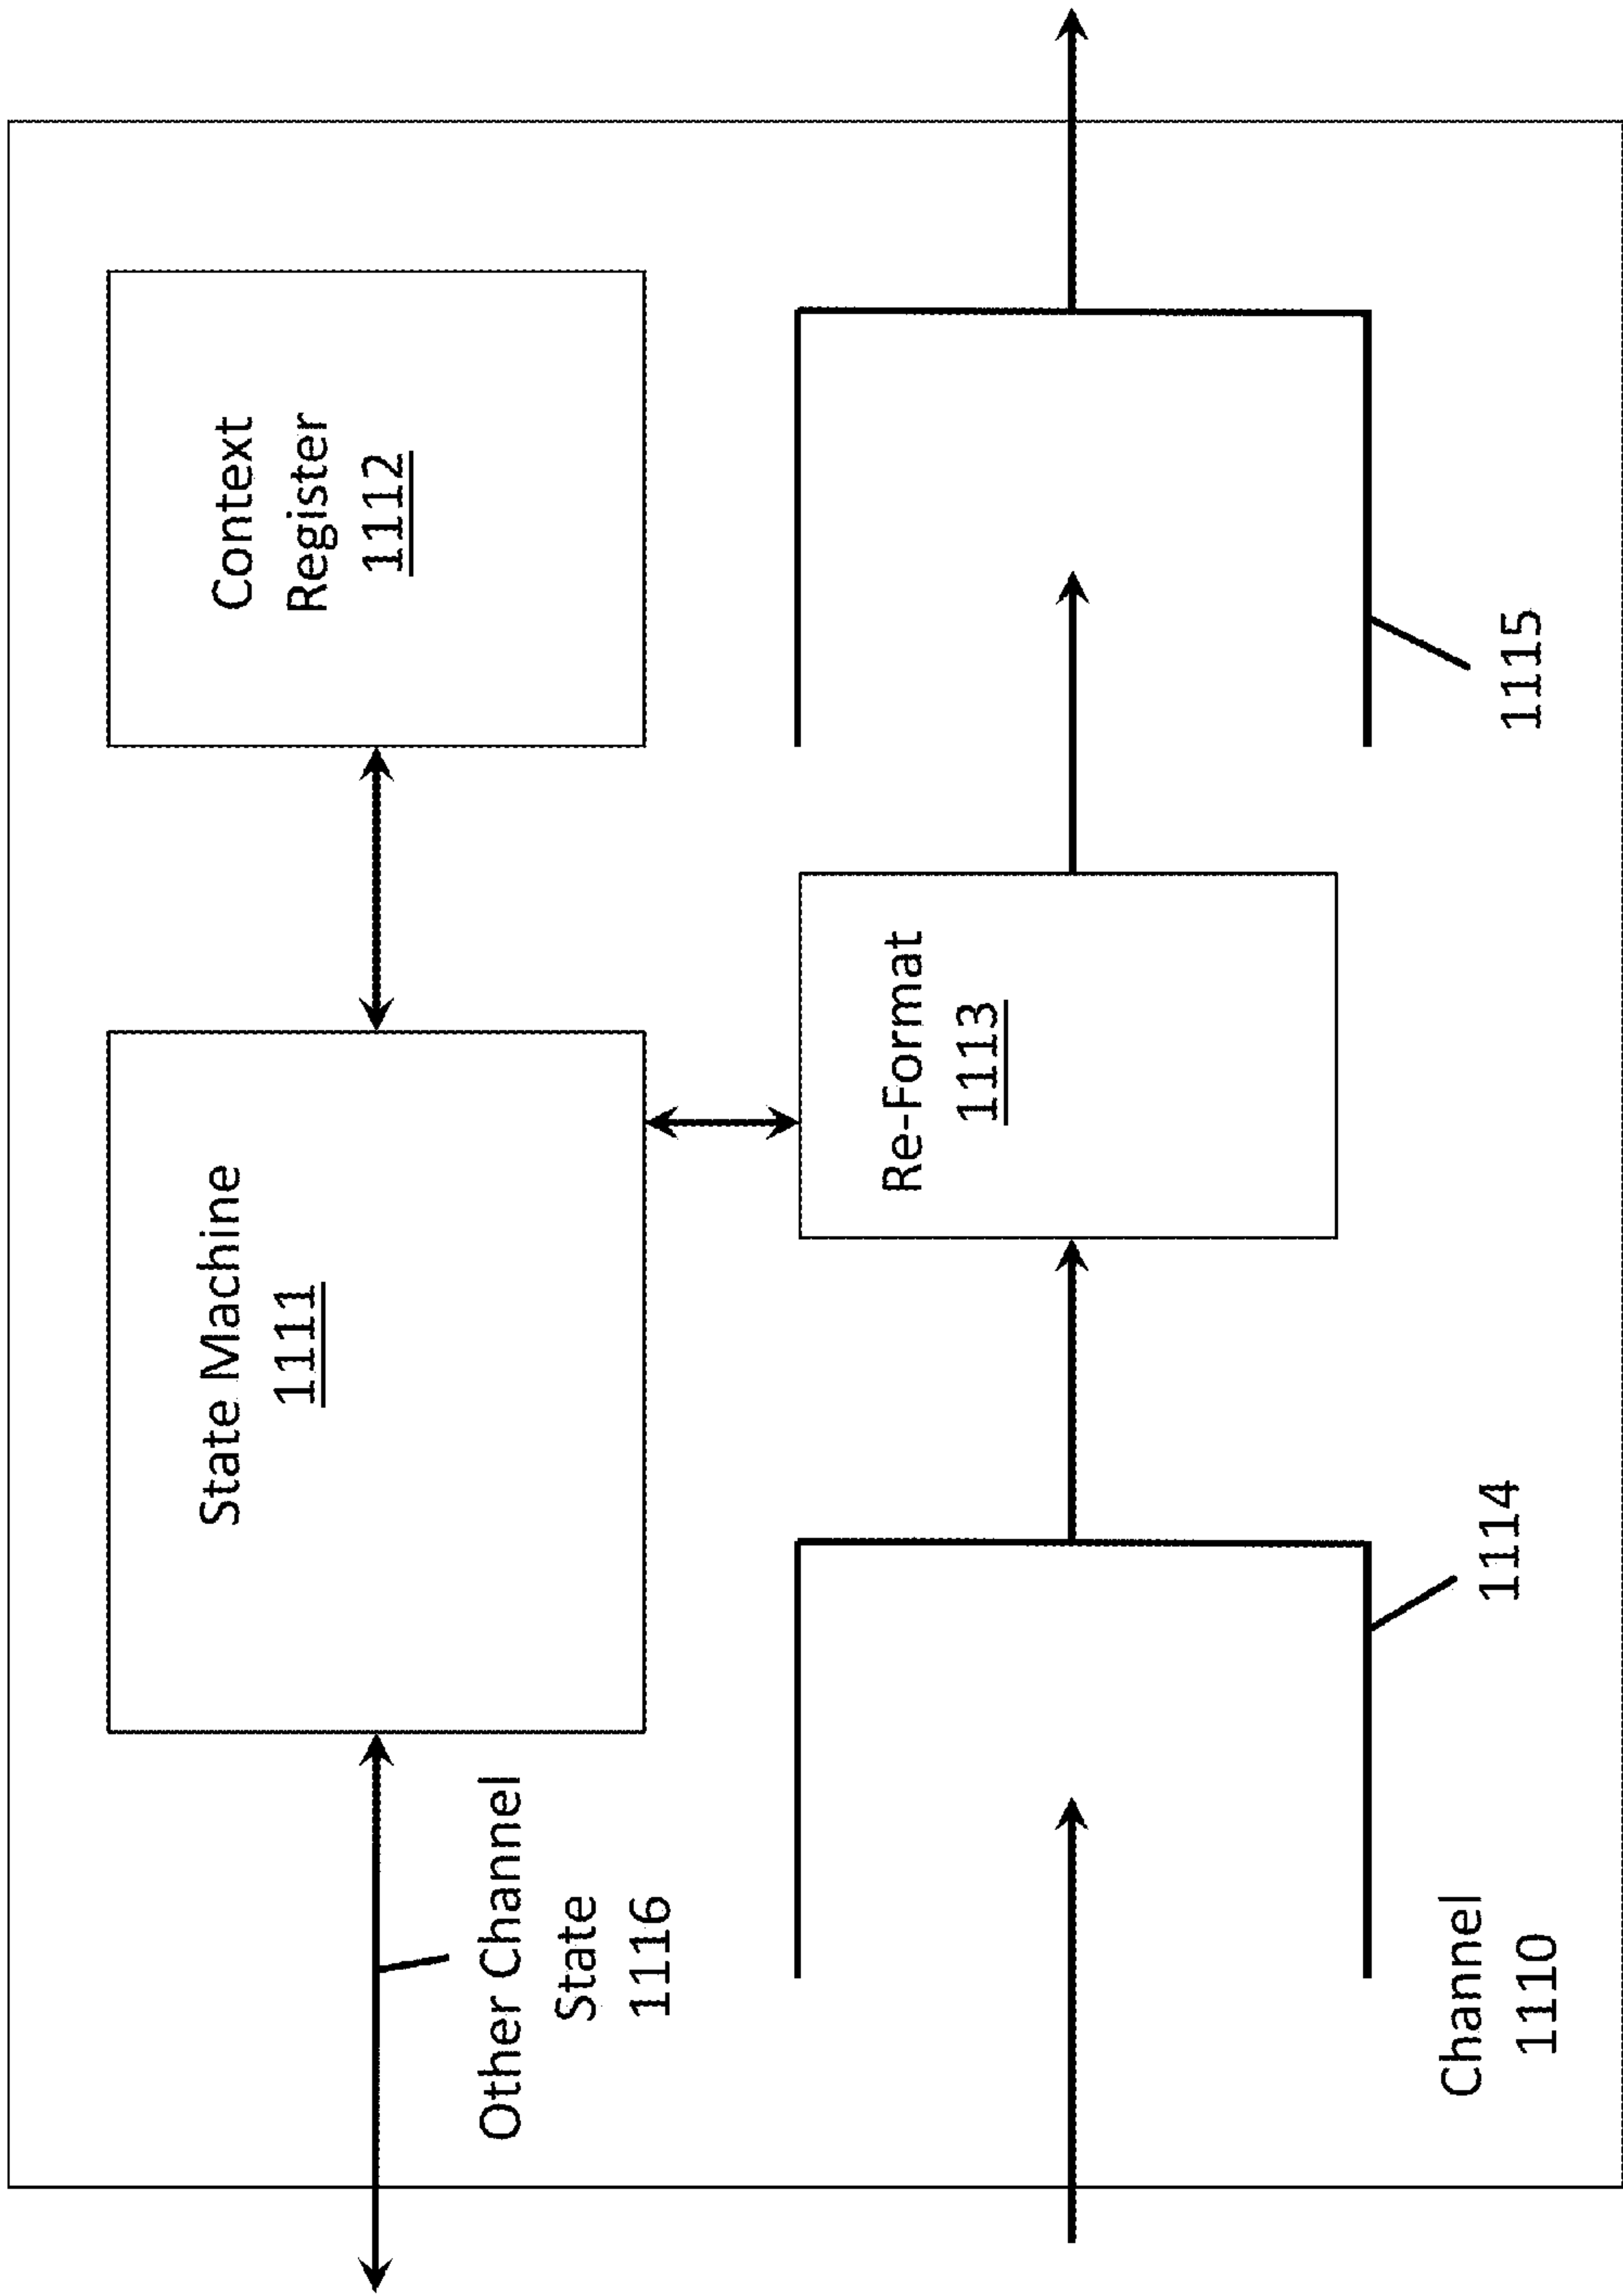 Other Channel
State
1116
State Machine
1111
Context
Register
1112
Re-Format
1113
Channel
1110
1114
1115